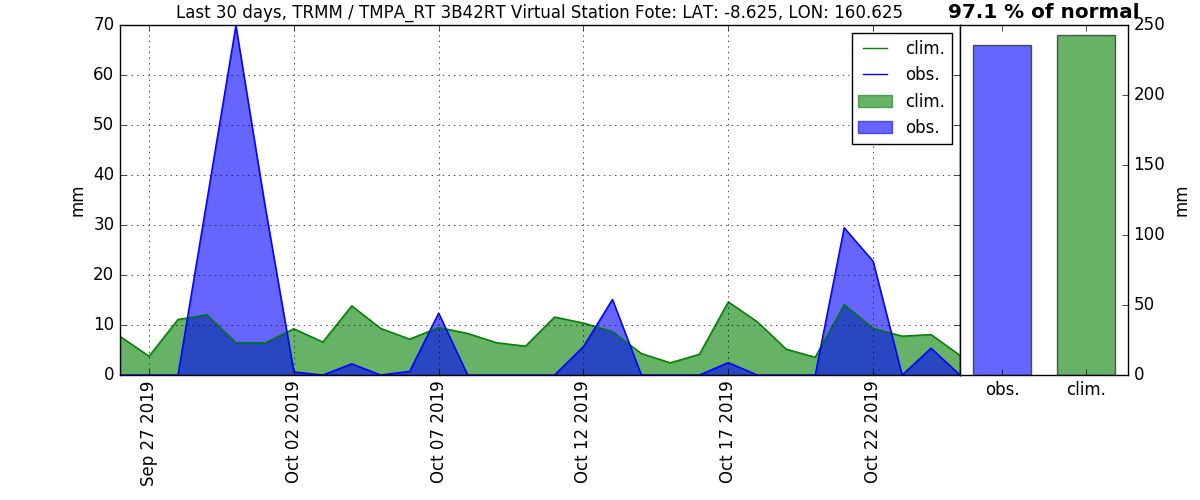 Last 30 days, TRMM / TMPA_RT 3B42RT Virtual Station Fote: LAT: -8.625, LON: 160.625
97.1 % of normal
70
60
50
40
30
20
10
0
mm
clim.
obs.
clim.
obs.
Sep 27 2019
Oct 02 2019
Oct 07 2019
Oct 12 2019
Oct 17 2019
Oct 22 2019
250
200
150
100
50
0
mm
obs.
clim.